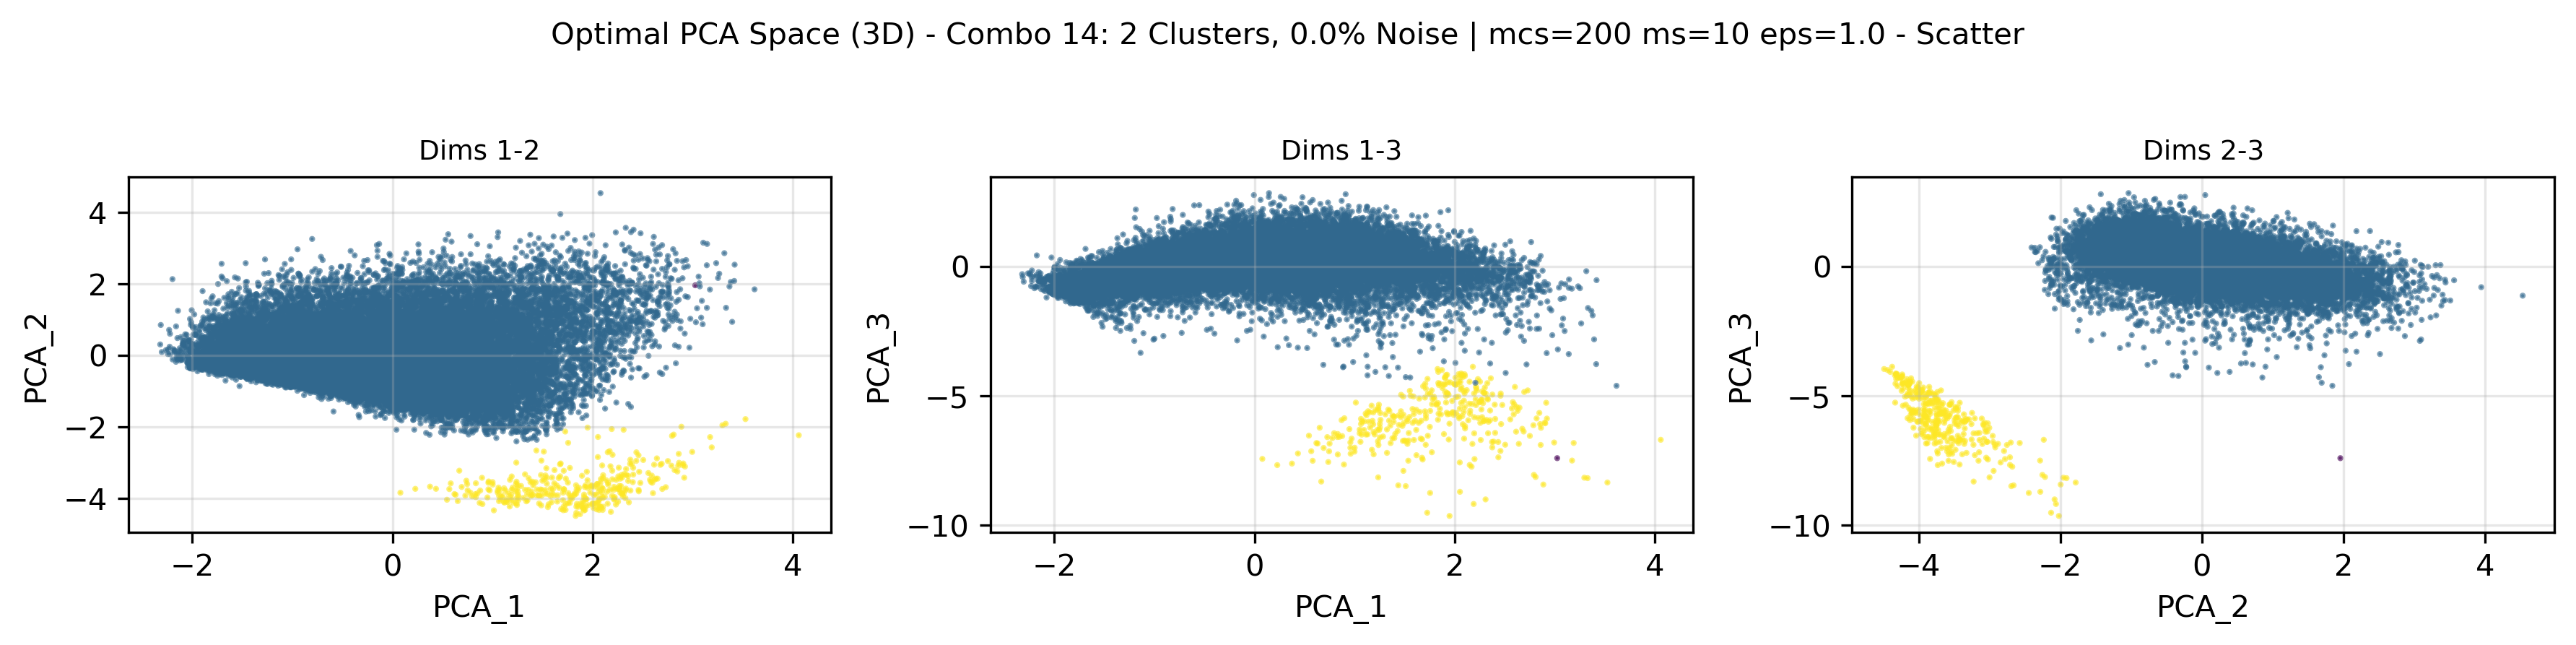 Optimal PCA Space (3D) - Combo 14: 2 Clusters, 0.0% Noise | mcs=200 ms=10 eps=1.0 - Scatter
Dims 1-2
4
2
0
−2
−4
PCA_2
−2 0 2 4
PCA_1
Dims 1-3
0
−5
−10
PCA_3
−2 0 2 4
PCA_1
Dims 2-3
0
−5
−10
PCA_3
−4 −2 0 2 4
PCA_2